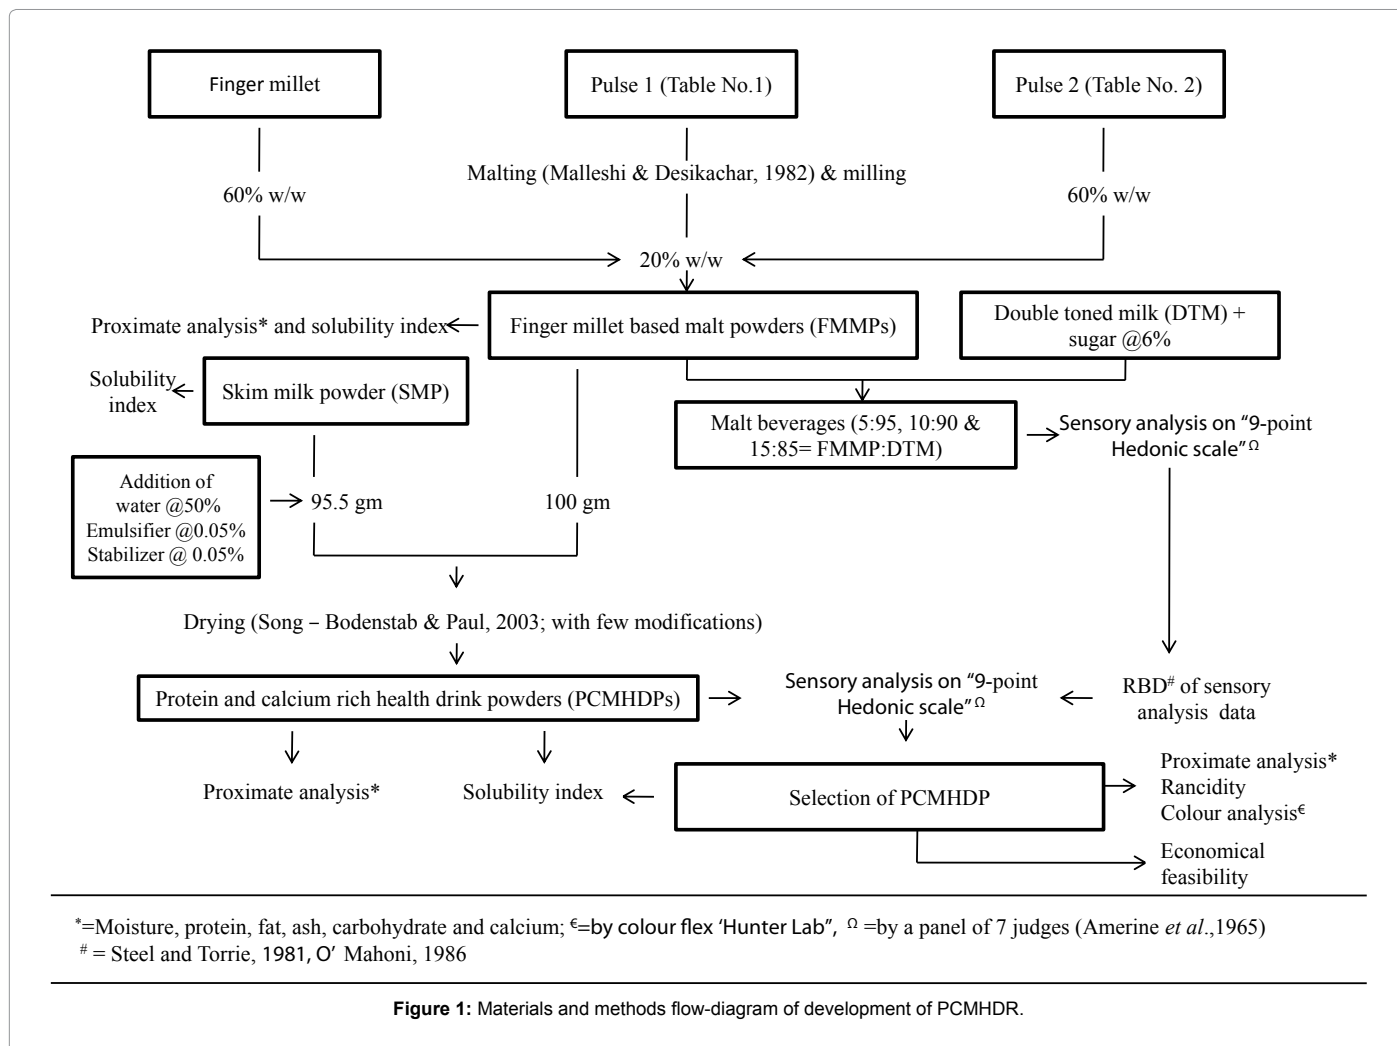 Finger millet
Pulse 1 (Table No.1)
Pulse 2 (Table No. 2)
Malting (Malleshi & Desikachar, 1982) & milling
60% w/w
60% w/w
20% w/w
Proximate analysis* and solubility index
Finger millet based malt powders (FMMPs)
Double toned milk (DTM) +
sugar @6%
Solubility
index
Skim milk powder (SMP)
Malt beverages (5:95, 10:90 &
15:85= FMMP:DTM)
Sensory analysis on “9-point
Hedonic scale” Ω
Addition of
water @50%
Emulsifier @0.05%
Stabilizer @ 0.05%
95.5 gm
100 gm
Drying (Song – Bodenstab & Paul, 2003; with few modifications)
Protein and calcium rich health drink powders (PCMHDPs)
Sensory analysis on “9-point
Hedonic scale” Ω
RBD# of sensory
analysis data
Proximate analysis*
Solubility index
Selection of PCMHDP
Proximate analysis*
Rancidity
Colour analysis€
Economical
feasibility
*=Moisture, protein, fat, ash, carbohydrate and calcium; €=by colour flex ‘Hunter Lab”, Ω =by a panel of 7 judges (Amerine et al.,1965)
# = Steel and Torrie, 1981, O’ Mahoni, 1986
Figure 1: Materials and methods flow-diagram of development of PCMHDR.